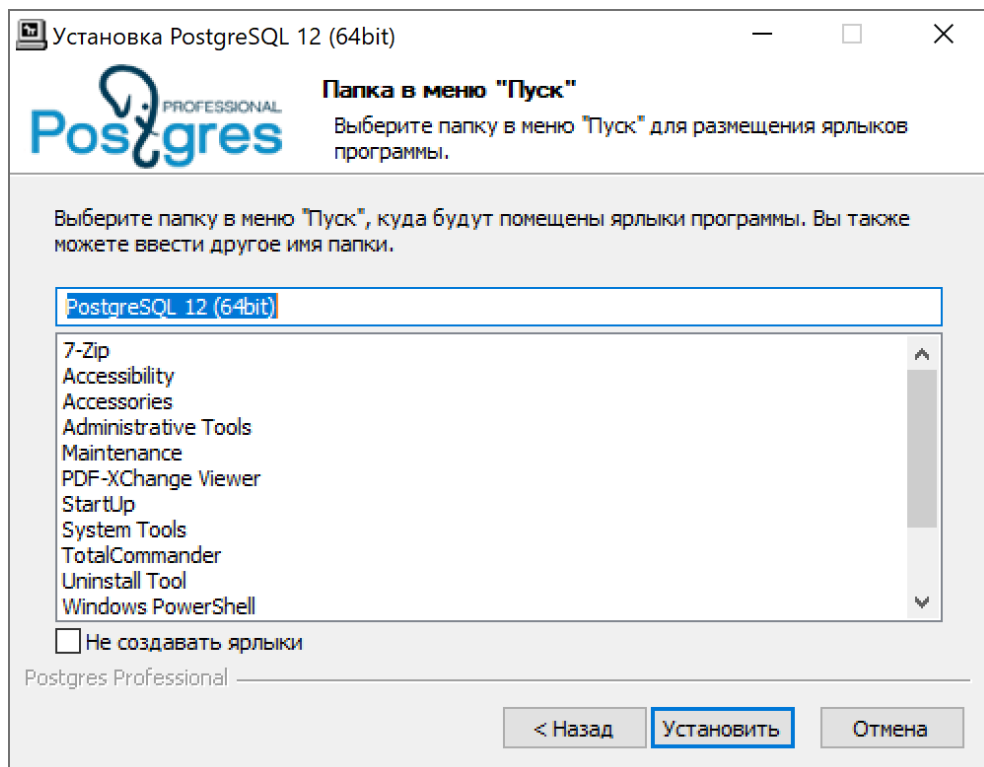 Установка PostgreSQL 12 (64bit)
PROFESSIONAL
Postgres
Папка в меню "Пуск"
Выберите папку в меню "Пуск" для размещения ярлыков
программы.
Выберите папку в меню "Пуск", куда будут помещены ярлыки программы. Вы также
можете ввести другое имя папки.
PostgreSQL 12 (64bit)
7-Zip
Accessibility
Accessories
Administrative Tools
Maintenance
PDF-XChange Viewer
StartUp
System Tools
TotalCommander
Uninstall Tool
Windows PowerShell
Не создавать ярлыки
Postgres Professional
< Назад Установить Отмена